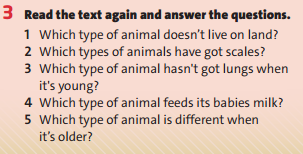 3 Read the text again and answer the questions.
1 Which type of animal doesn't live on land?
2 Which types of animals have got scales?
3 Which type of animal hasn't got lungs when
it's young?
4 Which type of animal feeds its babies milk?
5 Which type of animal is different when
it's older?